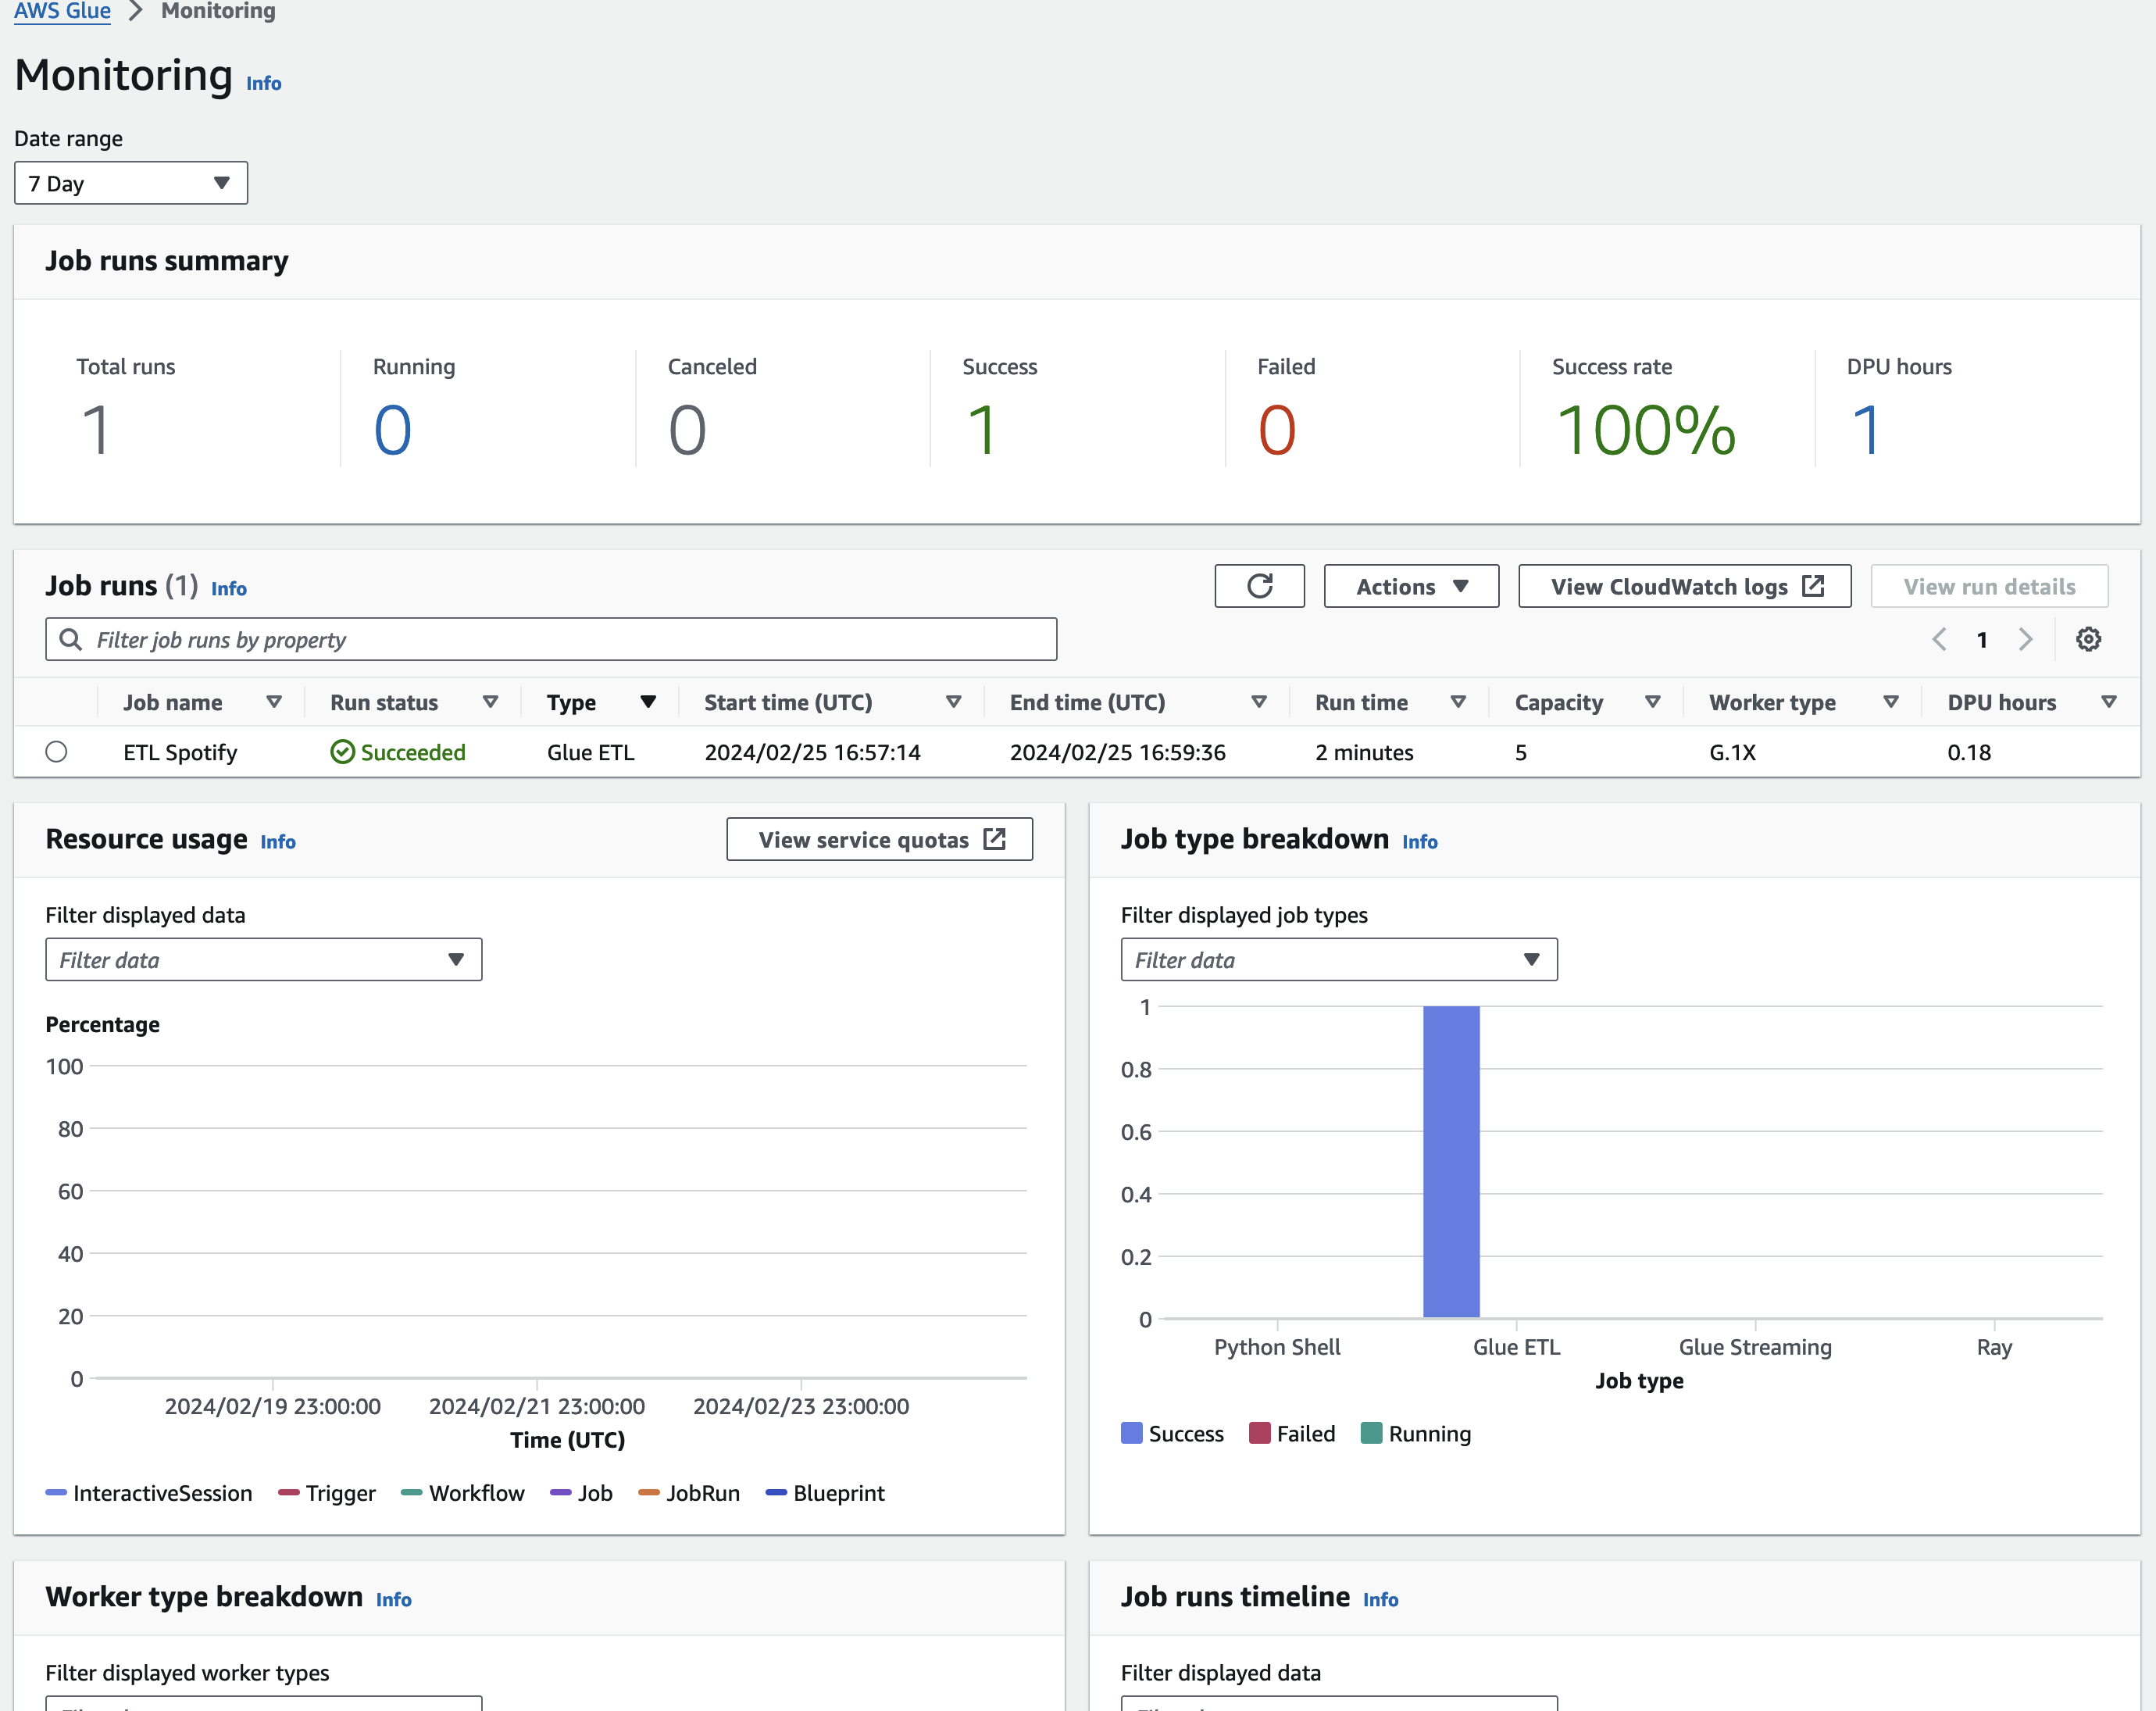 AWS Glue > Monitoring
Monitoring Info
Date range
7 Day
Job runs summary
Total runs Running Canceled Success Failed Success rate DPU hours
1 0 0 1 0 100% 1
Job runs (1) Info Actions View CloudWatch logs View run details
Filter job runs by property 1
Job name Run status Type Start time (UTC) End time (UTC) Run time Capacity Worker type DPU hours
ETL Spotify Succeeded Glue ETL 2024/02/25 16:57:14 2024/02/25 16:59:36 2 minutes 5 G.1X 0.18
Resource usage Info View service quotas
Filter displayed data
Filter data
Percentage
100
80
60
40
20
0
2024/02/19 23:00:00 2024/02/21 23:00:00 2024/02/23 23:00:00
Time (UTC)
InteractiveSession Trigger Workflow Job JobRun Blueprint
Job type breakdown Info
Filter displayed job types
Filter data
1
0.8
0.6
0.4
0.2
0
Python Shell Glue ETL Glue Streaming Ray
Job type
Success Failed Running
Worker type breakdown Info
Filter displayed worker types
Job runs timeline Info
Filter displayed data